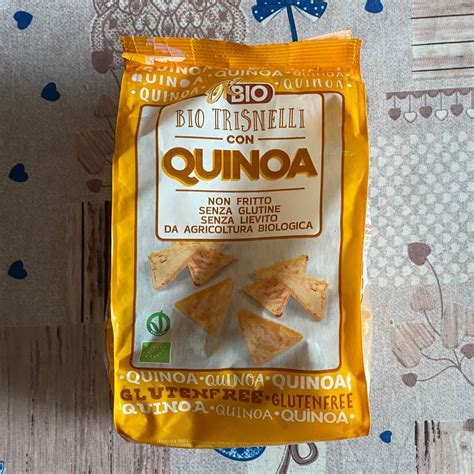 QUINOA
QUINOA · QUINOA · QUINOA
BIO
BIO TRISNELLI
CON
QUINOA
NON FRITTO
SENZA GLUTINE
SENZA LIEVITO
DA AGRICOLTURA BIOLOGICA
·QUINOA·QUINOA·QUINOA·
GLUTENFREE·GLUTENFREE
QUINOA·QUINOA·QUINOA